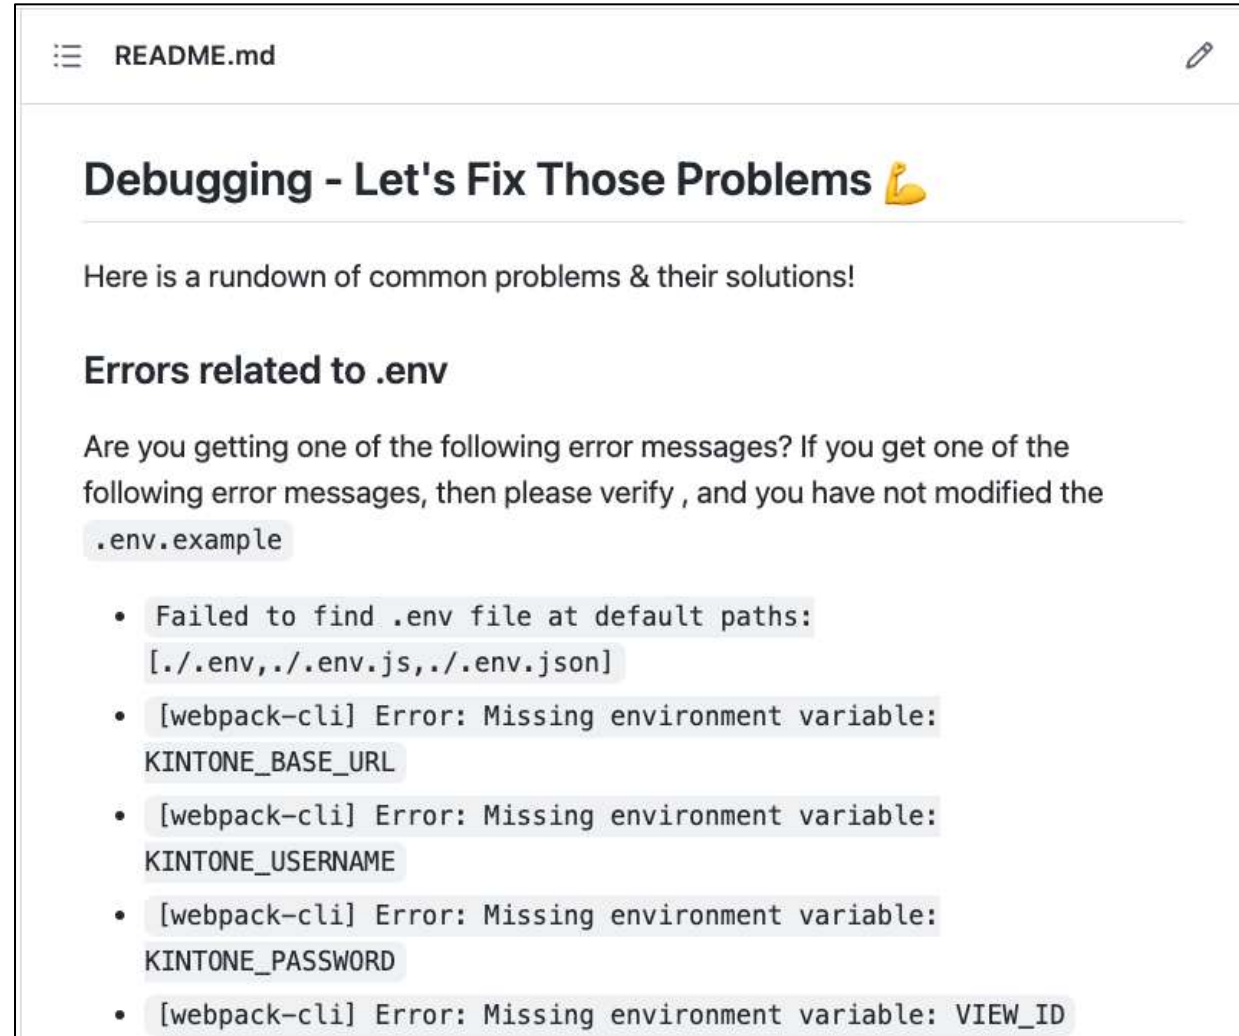 README.md
Debugging - Let's Fix Those Problems 💪
Here is a rundown of common problems & their solutions!
Errors related to .env
Are you getting one of the following error messages? If you get one of the
following error messages, then please verify , and you have not modified the
.env.example
• Failed to find .env file at default paths:
[./.env,./.env.js,./.env.json]
• [webpack-cli] Error: Missing environment variable:
KINTONE_BASE_URL
• [webpack-cli] Error: Missing environment variable:
KINTONE_USERNAME
• [webpack-cli] Error: Missing environment variable:
KINTONE_PASSWORD
• [webpack-cli] Error: Missing environment variable: VIEW_ID